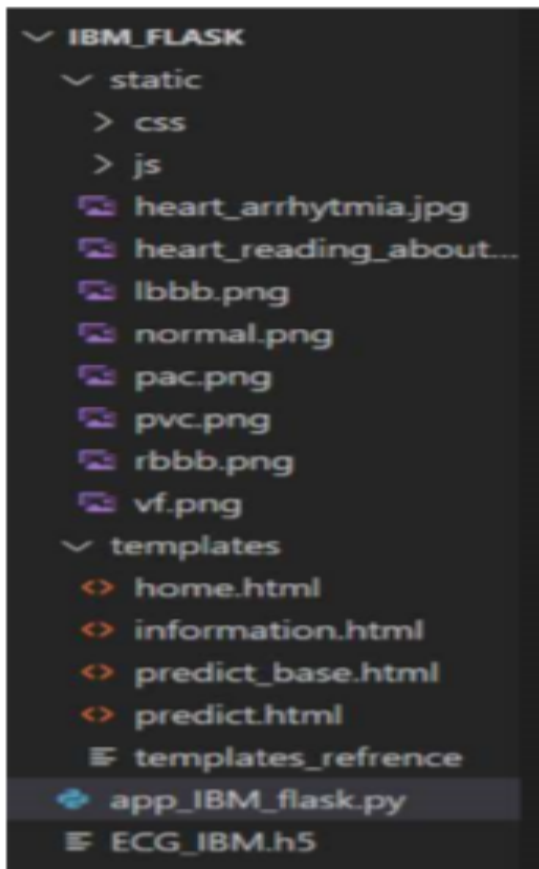 IBM_FLASK
static
css
js
heart_arrhytmia.jpg
heart_reading_about...
lbbb.png
normal.png
pac.png
pvc.png
rbbb.png
vf.png
templates
home.html
information.html
predict_base.html
predict.html
templates_refrence
app_IBM_flask.py
ECG_IBM.h5